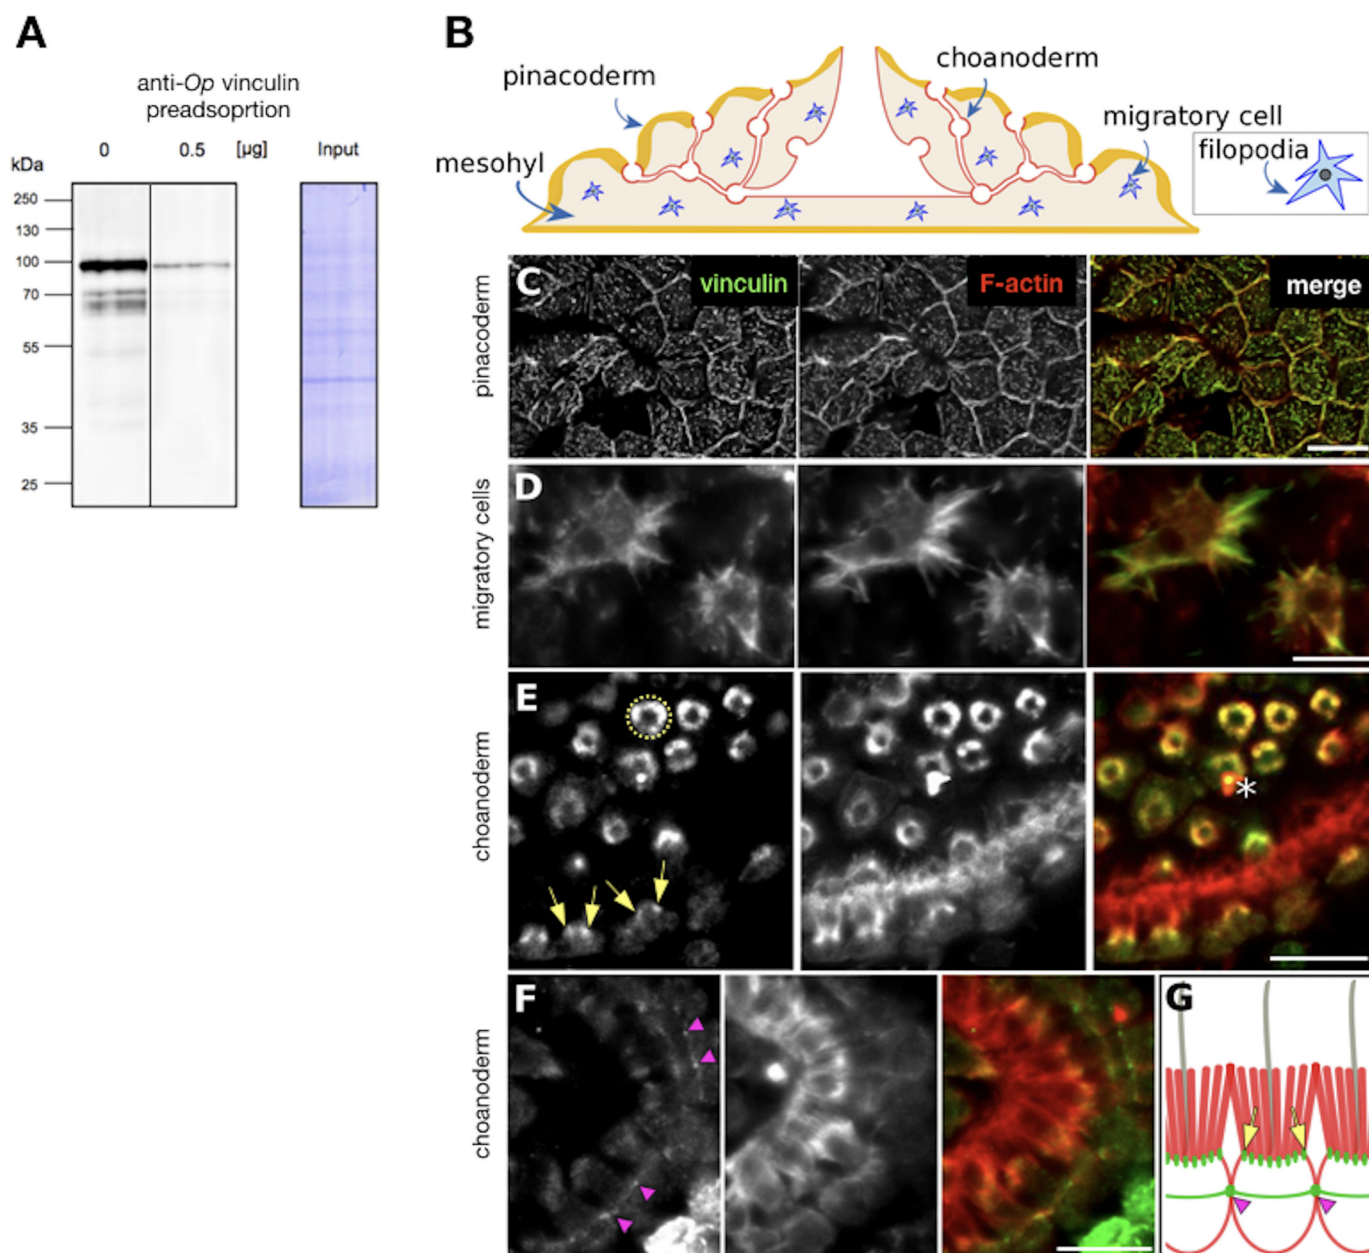 A
anti-Op vinculin
preadsoprtion
kDa
0
0.5
[µg]
Input
250
130
100
70
55
35
25
B
pinacoderm
choanoderm
migratory cell
filopodia
mesohyl
pinacoderm
C
vinculin
F-actin
merge
migratory cells
D
choanoderm
E
*
choanoderm
F
G